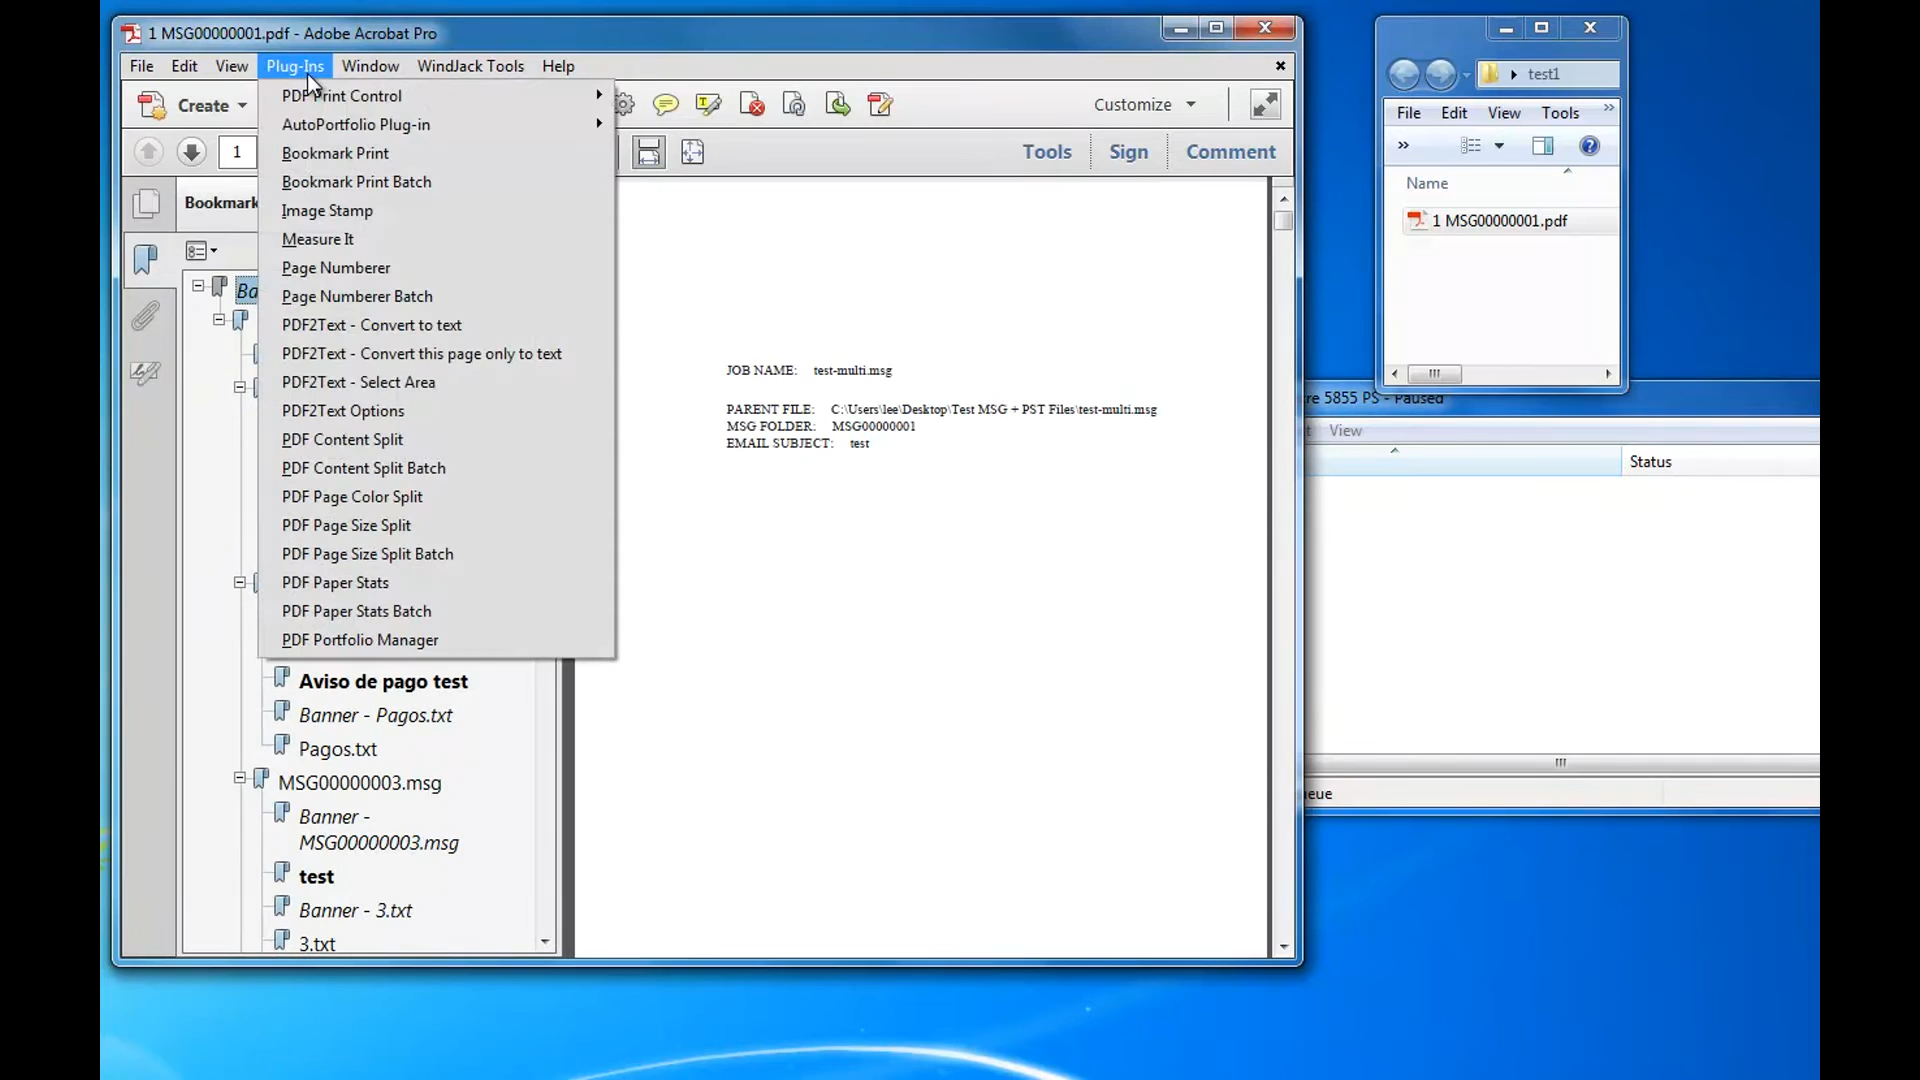 1 MSG00000001.pdf - Adobe Acrobat Pro
File Edit View Plug-Ins Window WindJack Tools Help
Create
Customize
1
Tools Sign Comment
Bookmark
PDF Print Control
AutoPortfolio Plug-in
Bookmark Print
Bookmark Print Batch
Image Stamp
Measure It
Page Numberer
Page Numberer Batch
PDF2Text - Convert to text
PDF2Text - Convert this page only to text
PDF2Text - Select Area
PDF2Text Options
PDF Content Split
PDF Content Split Batch
PDF Page Color Split
PDF Page Size Split
PDF Page Size Split Batch
PDF Paper Stats
PDF Paper Stats Batch
PDF Portfolio Manager
Ba
Aviso de pago test
Banner - Pagos.txt
Pagos.txt
MSG00000003.msg
Banner -
MSG00000003.msg
test
Banner - 3.txt
3.txt
JOB NAME: test-multi.msg
PARENT FILE: C:\Users\lee\Desktop\Test MSG + PST Files\test-multi.msg
MSG FOLDER: MSG00000001
EMAIL SUBJECT: test
test1
File Edit View Tools »
»
Name
1 MSG00000001.pdf
re 5855 PS - Paused
t View
Status
eue